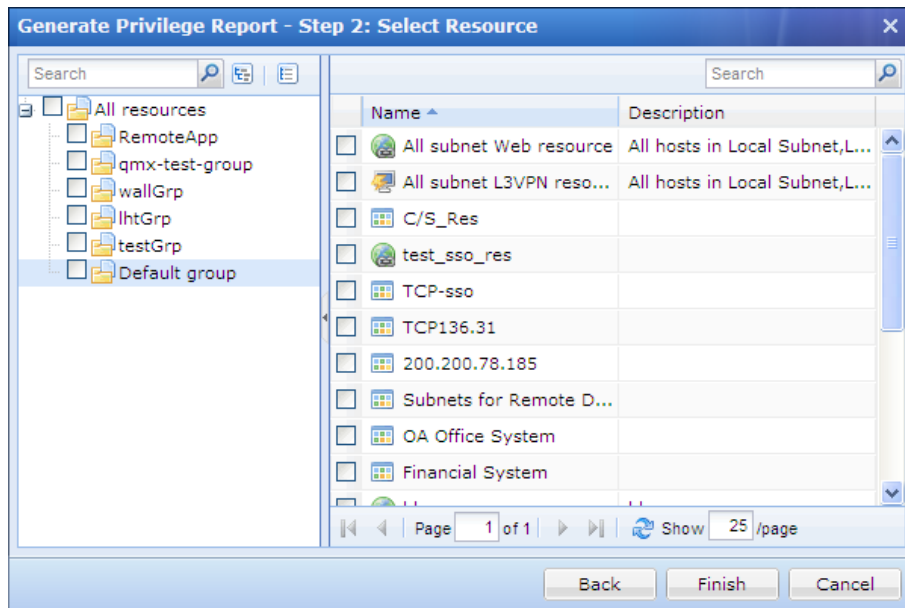 Generate Privilege Report - Step 2: Select Resource
Search
All resources
RemoteApp
qmx-test-group
wallGrp
lhtGrp
testGrp
Default group
Search
Name Description
All subnet Web resource All hosts in Local Subnet,L...
All subnet L3VPN reso... All hosts in Local Subnet,L...
C/S_Res
test_sso_res
TCP-sso
TCP136.31
200.200.78.185
Subnets for Remote D...
OA Office System
Financial System
Page 1 of 1 Show 25 /page
Back Finish Cancel